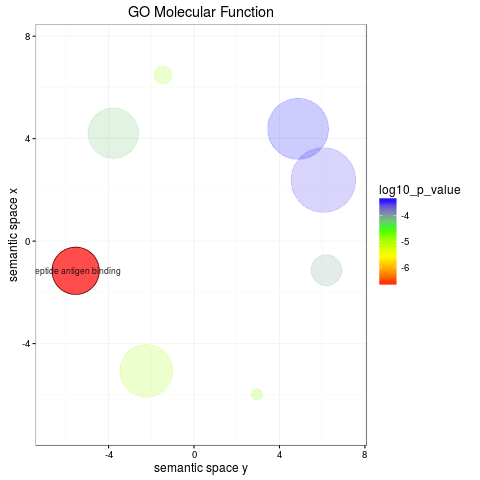 GO Molecular Function
8
4
0
-4
semantic space x
eptide antigen binding
-4
0
4
8
semantic space y
log10_p_value
-4
-5
-6